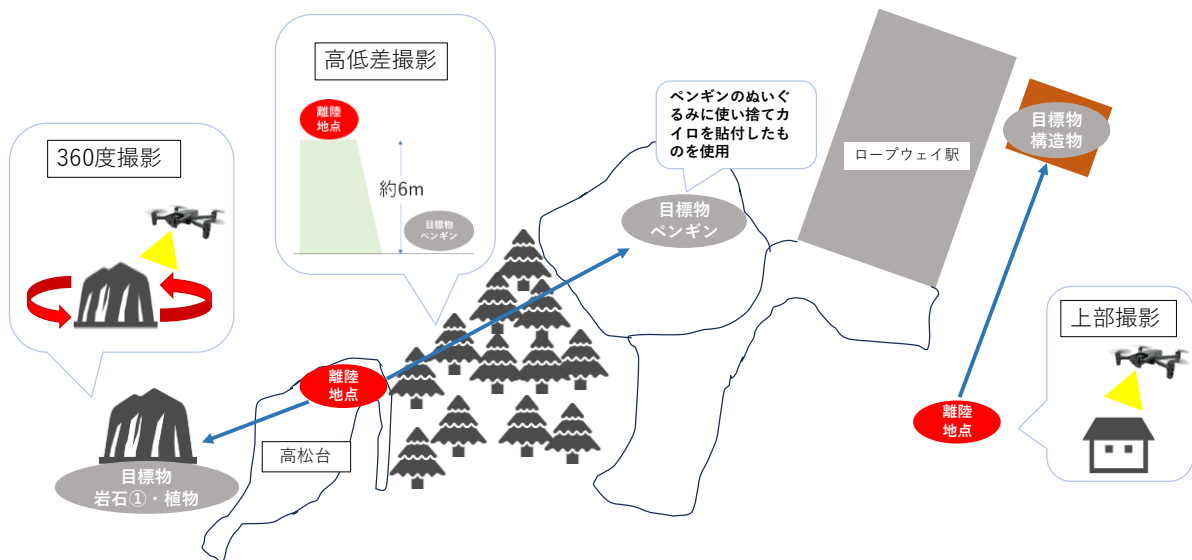 高低差撮影
離陸
地点
約6m
目標物
ペンギン
360度撮影
ペンギンのぬいぐ
るみに使い捨てカ
イロを貼付したも
のを使用
目標物
ペンギン
ロープウェイ駅
目標物
構造物
上部撮影
離陸
地点
離陸
地点
高松台
目標物
岩石①・植物